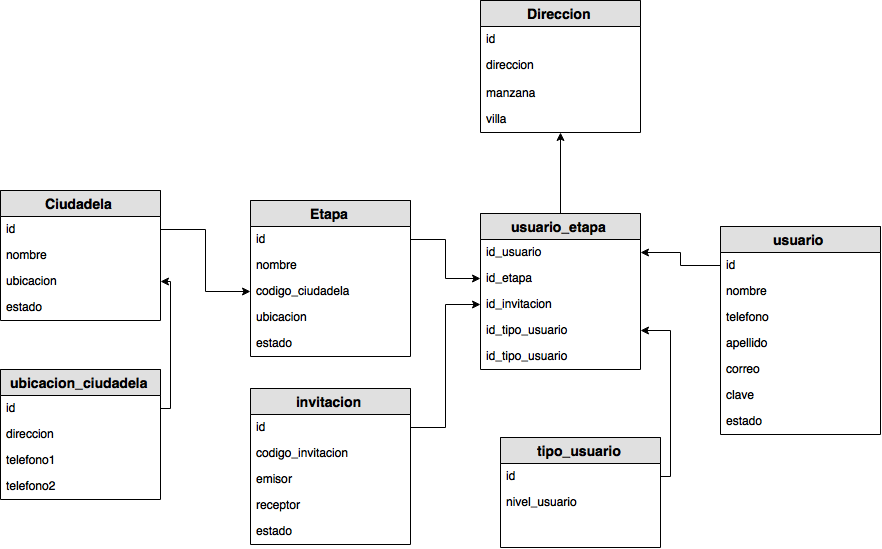 Direccion
id
direccion
manzana
villa
Ciudadela
id
nombre
ubicacion
estado
Etapa
id
nombre
codigo_ciudadela
ubicacion
estado
usuario_etapa
id_usuario
id_etapa
id_invitacion
id_tipo_usuario
id_tipo_usuario
usuario
id
nombre
telefono
apellido
correo
clave
estado
ubicacion_ciudadela
id
direccion
telefono1
telefono2
invitacion
id
codigo_invitacion
emisor
receptor
estado
tipo_usuario
id
nivel_usuario